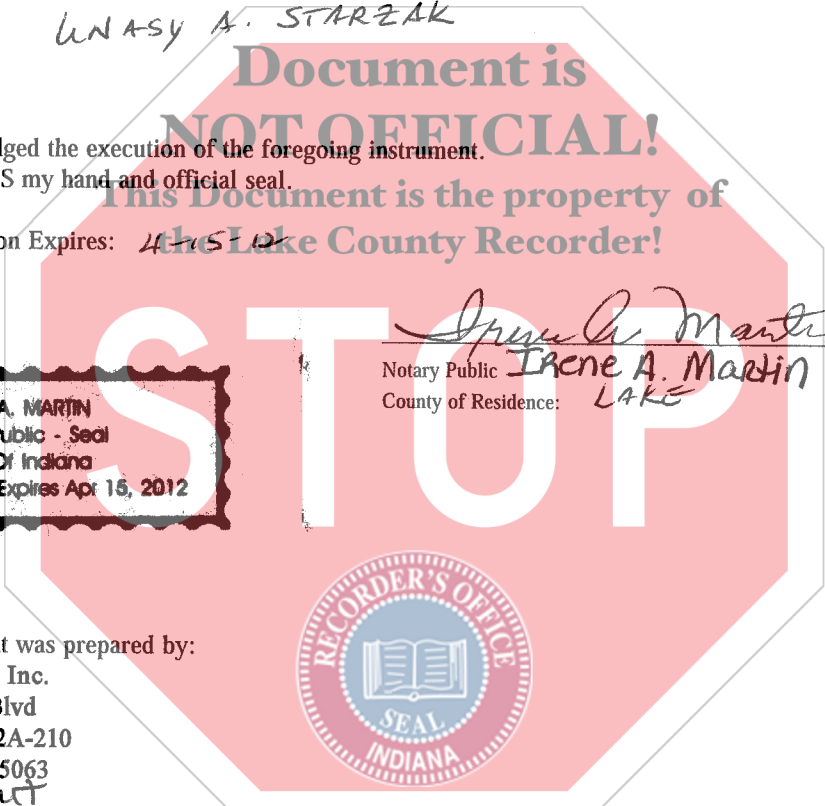 A. STARZAK
Document is
NOT OFFICIAL!
lged the execution of the foregoing instrument.
S my hand and official seal.
This Document is the property of
the Lake County Recorder!
on Expires: 4-15-12
Notary Public Irene A. Martin
County of Residence: LAKE
A. MARTIN
ublic - Seal
Of Indiana
Expires Apr 15, 2012
STOP
RECORDER'S OFFICE
SEAL
INDIANA
t was prepared by:
Inc.
Blvd
2A-210
5063